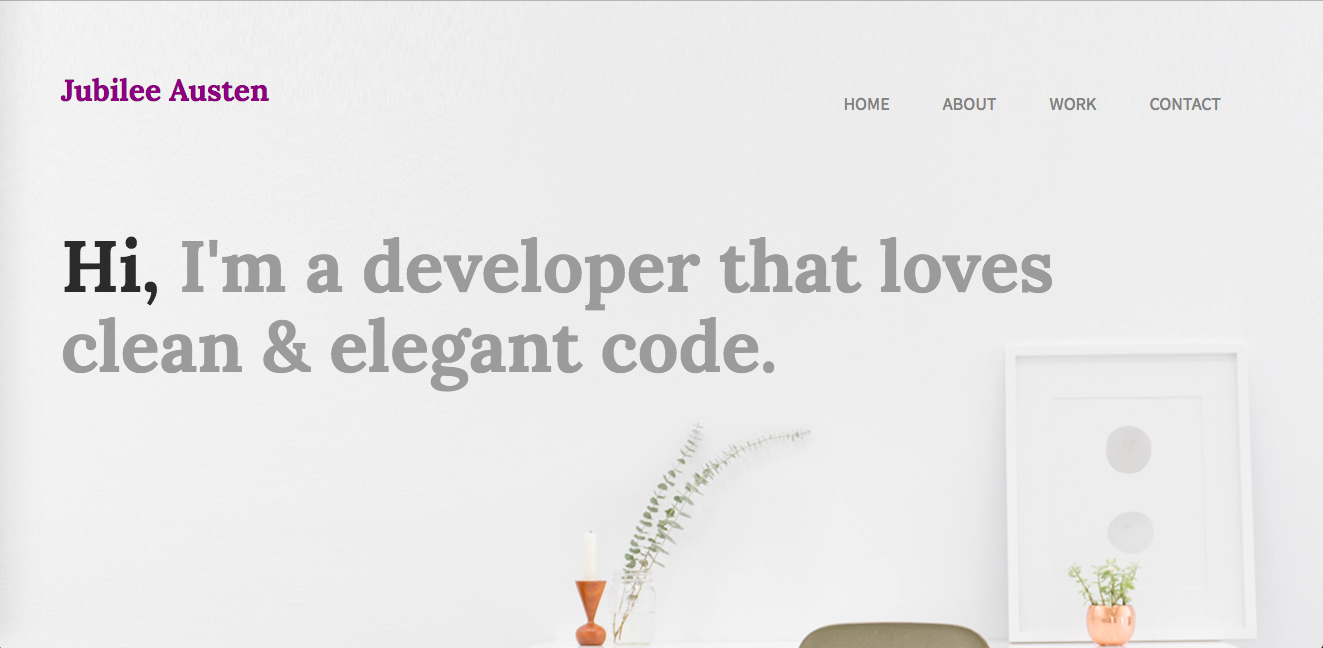 Jubilee Austen
HOME ABOUT WORK CONTACT
Hi, I'm a developer that loves
clean & elegant code.